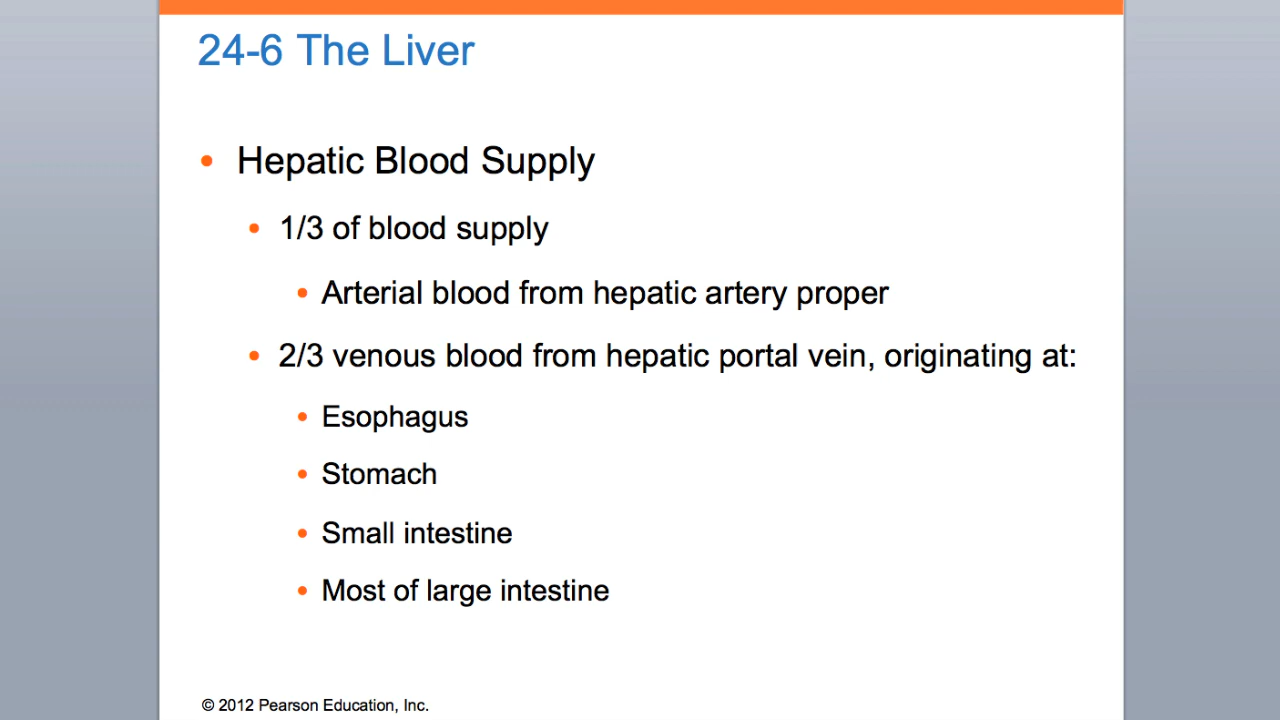 24-6 The Liver
• Hepatic Blood Supply
• 1/3 of blood supply
• Arterial blood from hepatic artery proper
• 2/3 venous blood from hepatic portal vein, originating at:
• Esophagus
• Stomach
• Small intestine
• Most of large intestine
© 2012 Pearson Education, Inc.